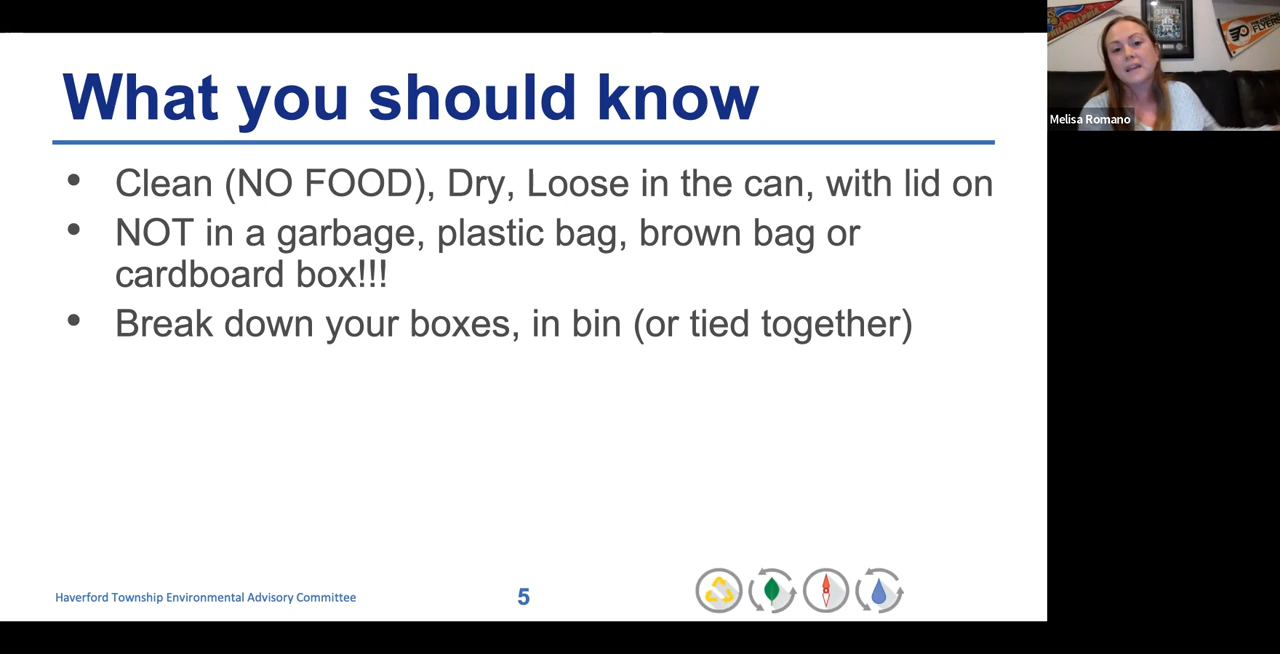 What you should know
• Clean (NO FOOD), Dry, Loose in the can, with lid on
• NOT in a garbage, plastic bag, brown bag or
cardboard box!!!
• Break down your boxes, in bin (or tied together)
Haverford Township Environmental Advisory Committee
5
PHILADELPHIA
FLYERS
Melisa Romano